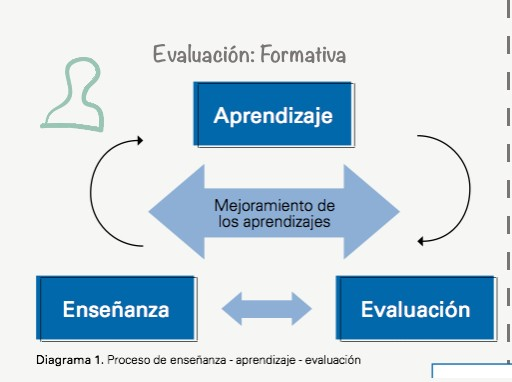 Evaluación: Formativa
Aprendizaje
Mejoramiento de
los aprendizajes
Enseñanza
Evaluación
Diagrama 1. Proceso de enseñanza - aprendizaje - evaluación